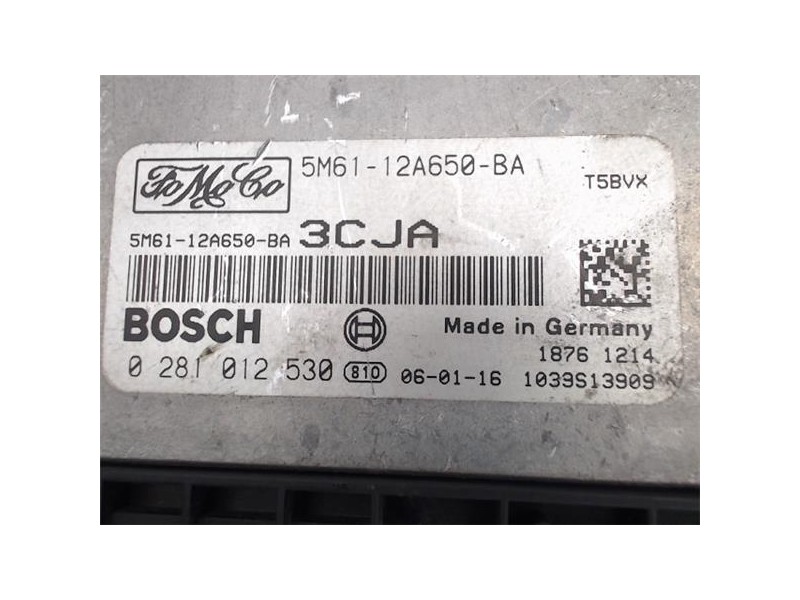 FoMoCo 5M61-12A650-BA T5BVX
5M61-12A650-BA 3CJA
BOSCH Made in Germany
1876 1214
0 281 012 530 810 06-01-16 1039S13909